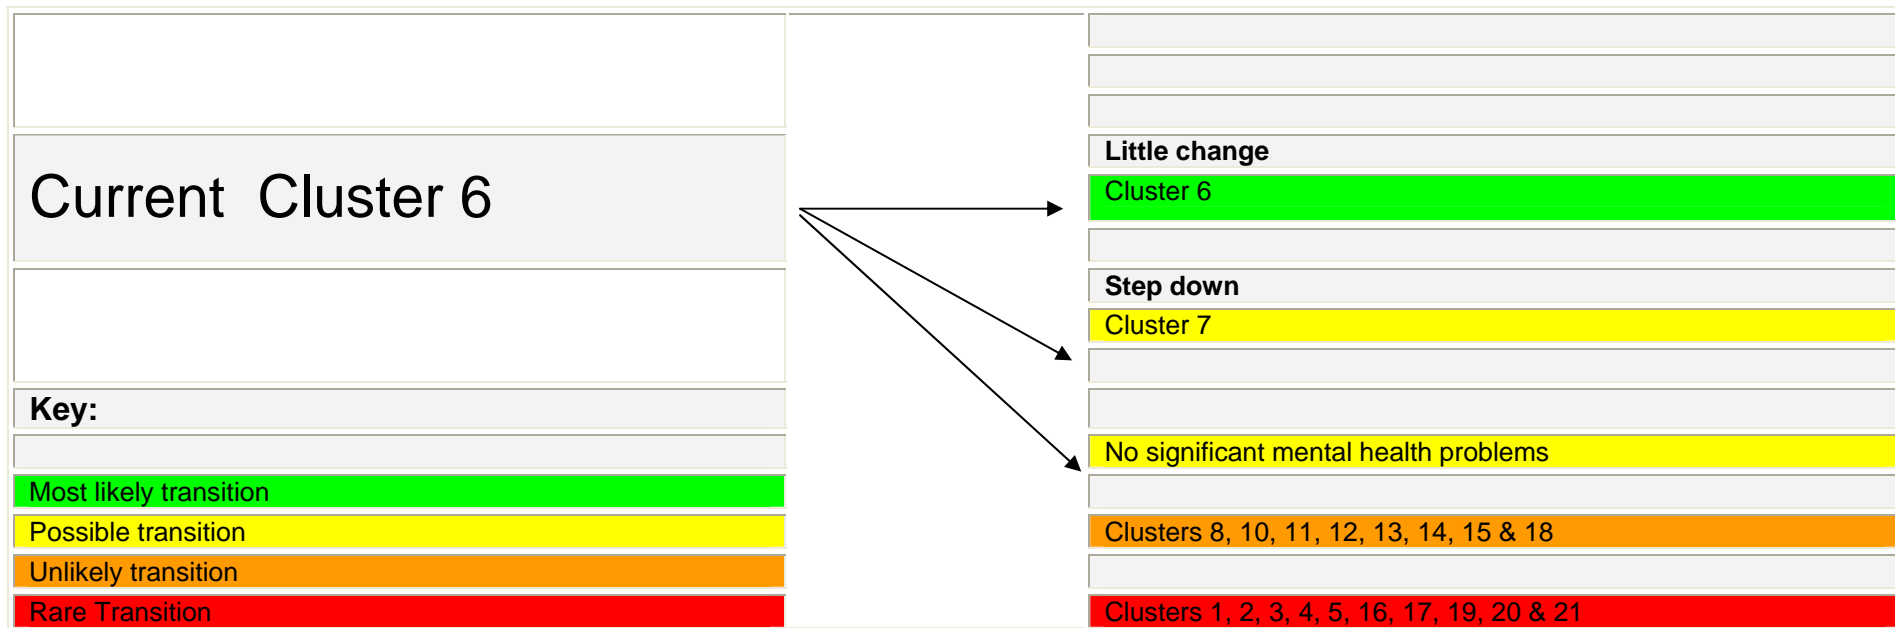 Current  Cluster 6
Key:
Most likely transition
Possible transition
Unlikely transition
Rare Transition
Little change
Cluster 6
Step down
Cluster 7
No significant mental health problems
Clusters 8, 10, 11, 12, 13, 14, 15 & 18
Clusters 1, 2, 3, 4, 5, 16, 17, 19, 20 & 21